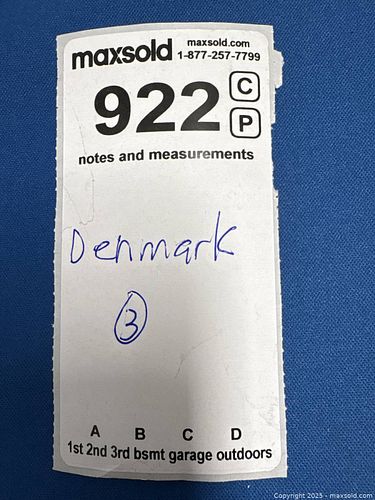 maxsold maxsold.com
1-877-257-7799
922 C
P
notes and measurements
Denmark
3
A B C D
1st 2nd 3rd bsmt garage outdoors
Copyright 2025 - maxsold.com